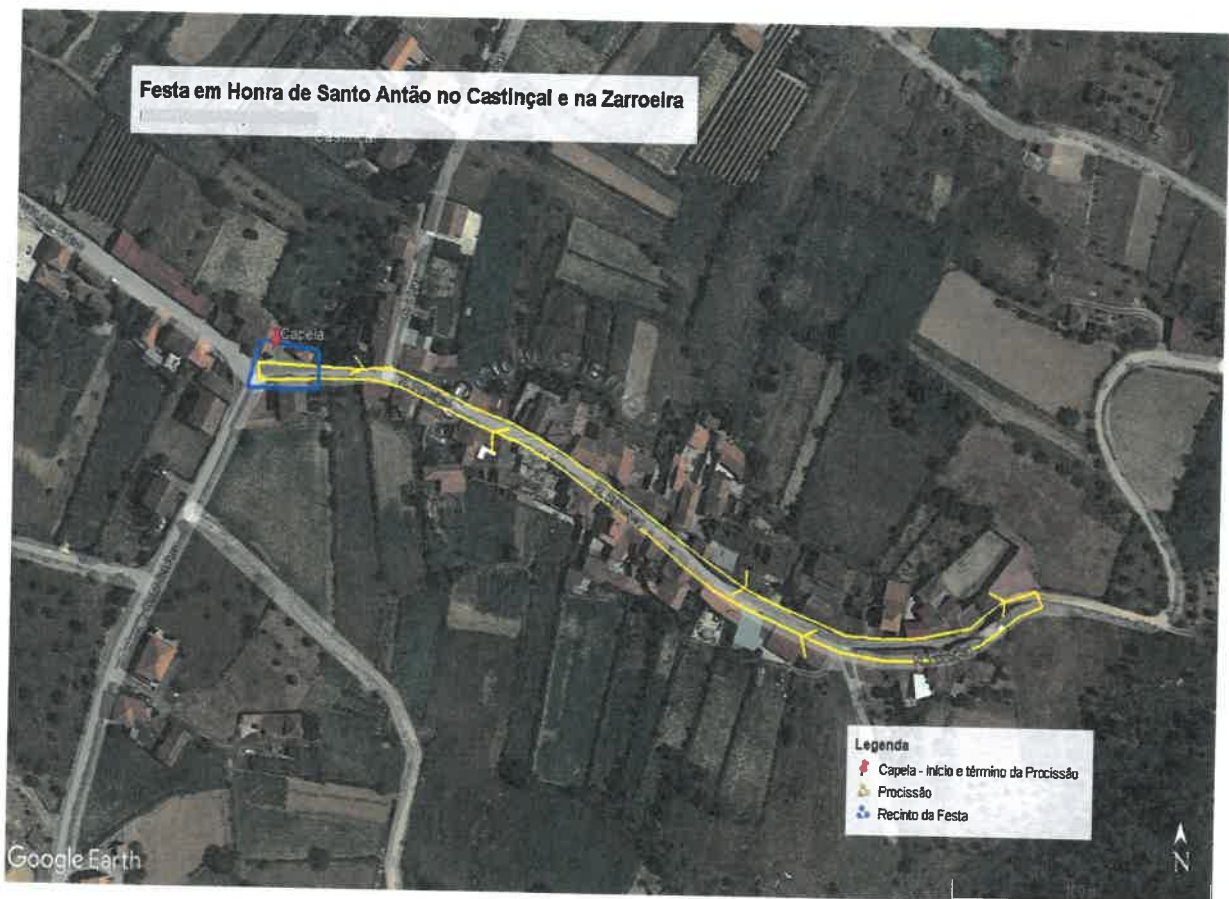 Festa em Honra de Santo Antão no Castinçal e na Zarroeira
Castinçal
Capela
Legenda
Capela - início e término da Procissão
Procissão
Recinto da Festa
Google Earth
N